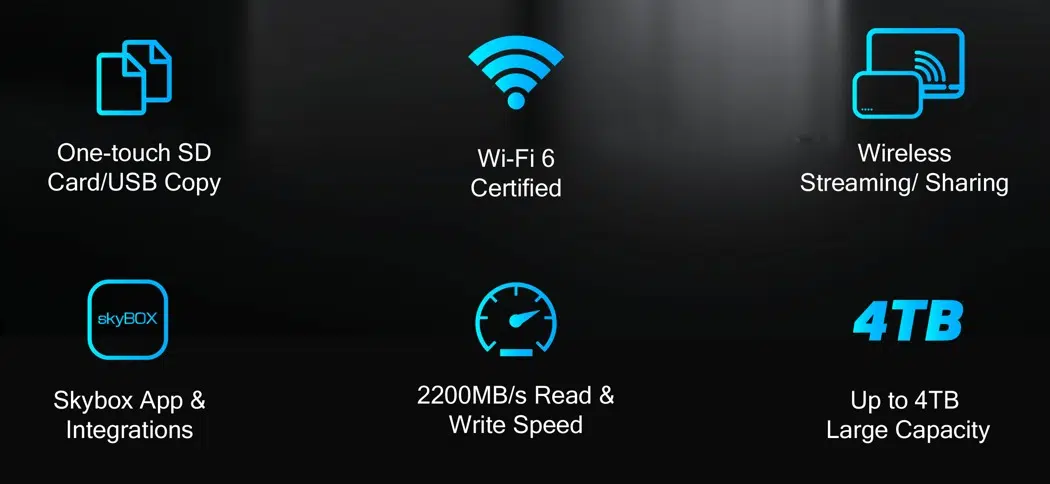 One-touch SD
Card/USB Copy
Wi-Fi 6
Certified
Wireless
Streaming/ Sharing
skyBOX
Skybox App &
Integrations
2200MB/s Read &
Write Speed
4TB
Up to 4TB
Large Capacity